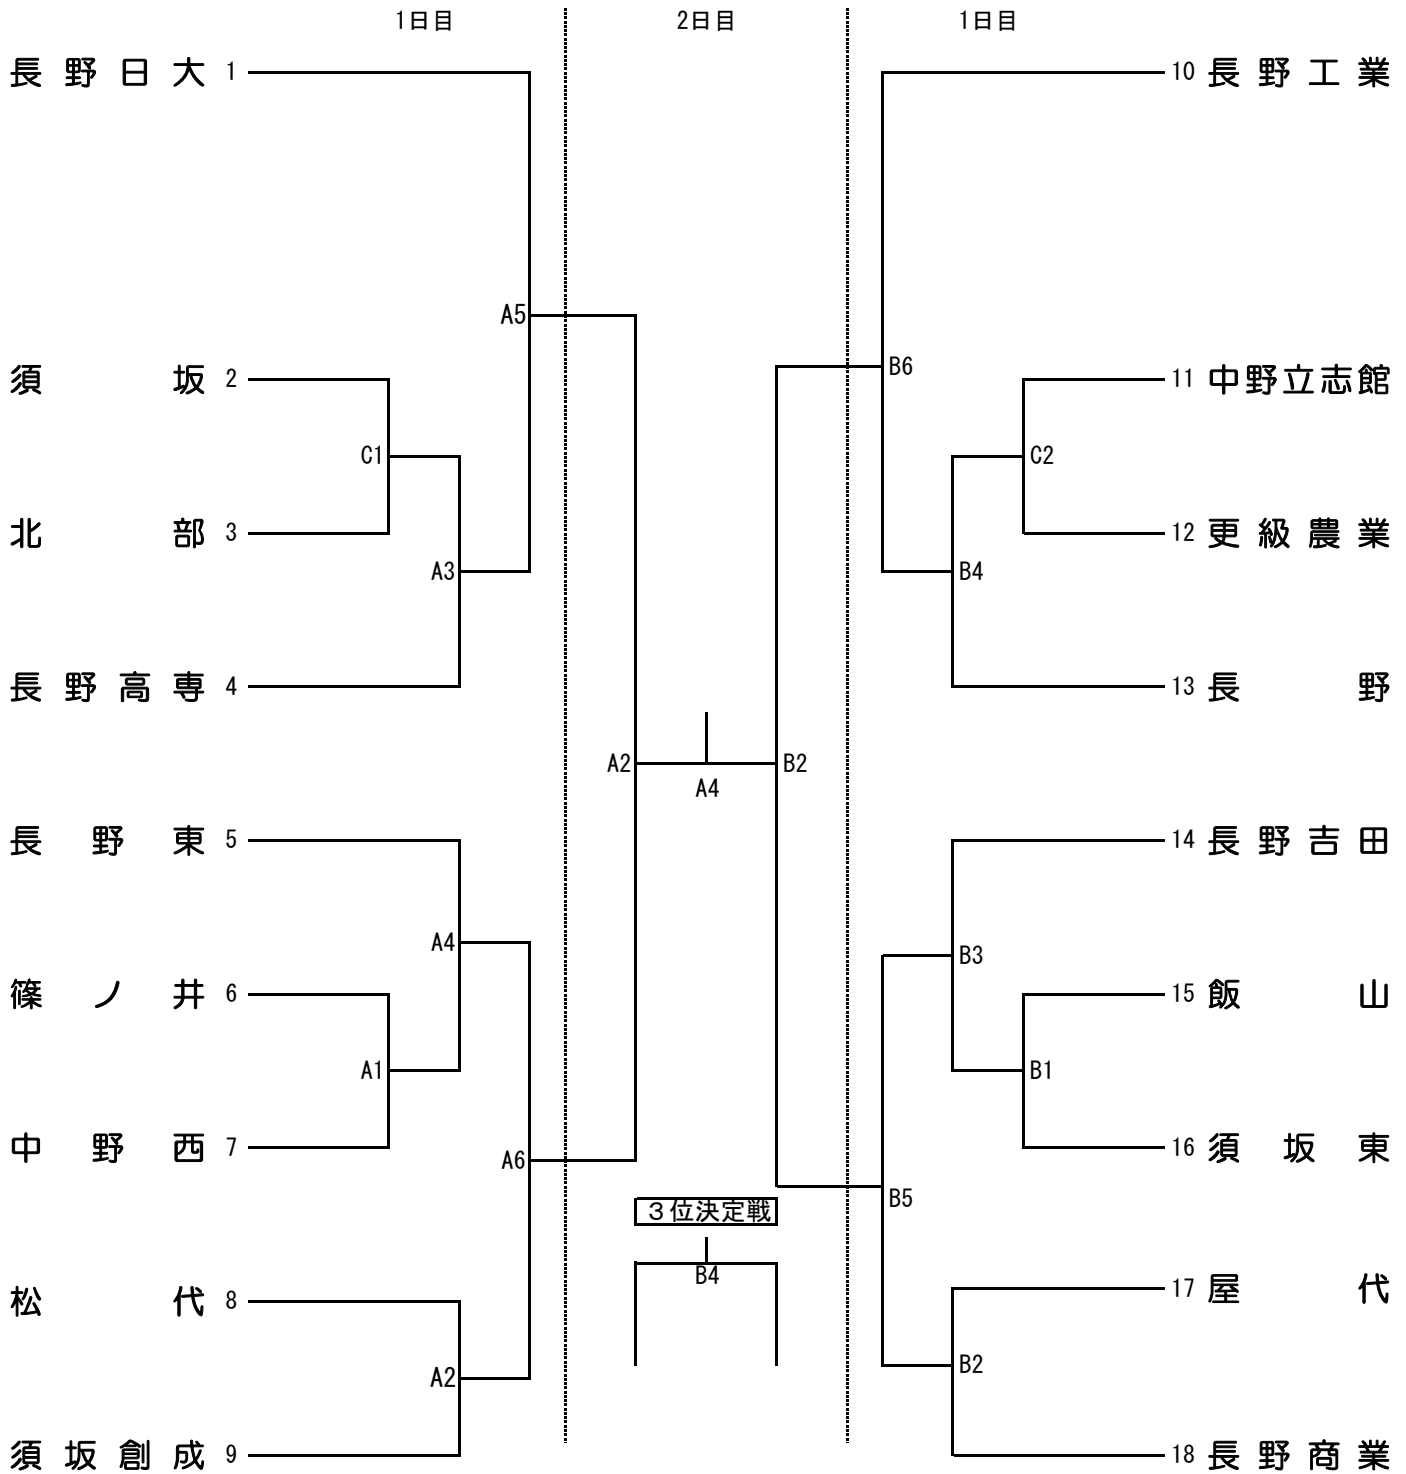 1日目 2日目 1日目
長野日大 1
10 長野工業
A5
B6
須坂 2
11 中野立志館
C1
C2
北部 3
12 更級農業
A3
B4
長野高専 4
13 長野
A2
B2
A4
長野東 5
14 長野吉田
A4
B3
篠ノ井 6
15 飯山
A1
B1
中野西 7
16 須坂東
A6
B5
3位決定戦
B4
松代 8
17 屋代
A2
B2
須坂創成 9
18 長野商業